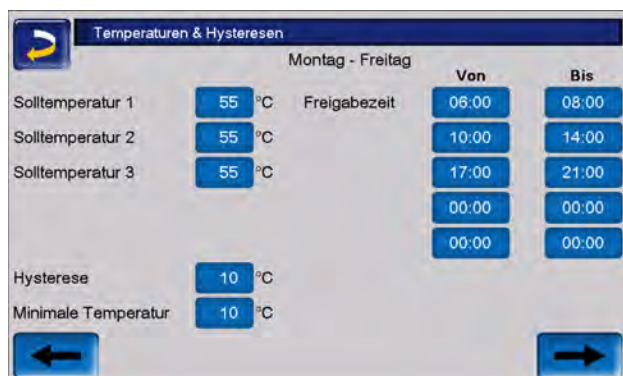 Temperaturen & Hysteresen
Montag - Freitag
Von Bis
Solltemperatur 1 55 °C Freigabezeit 06:00 08:00
Solltemperatur 2 55 °C 10:00 14:00
Solltemperatur 3 55 °C 17:00 21:00
00:00 00:00
00:00 00:00
Hysterese 10 °C
Minimale Temperatur 10 °C